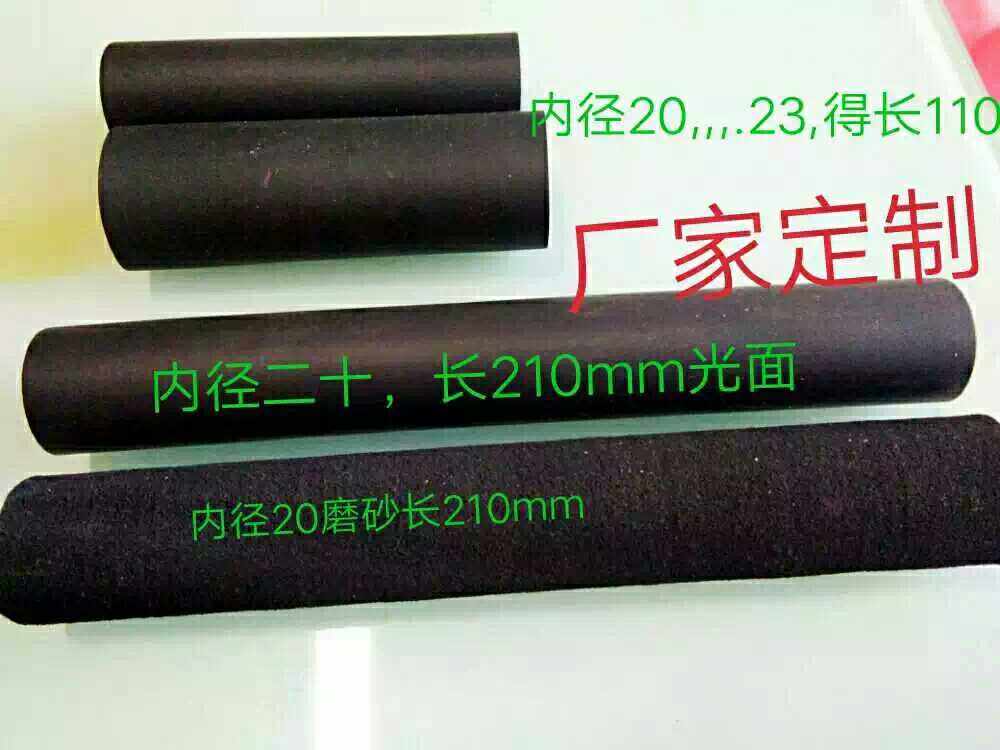 内径20,,,.23,得长110
厂家定制
内径二十，长210mm光面
内径20磨砂长210mm